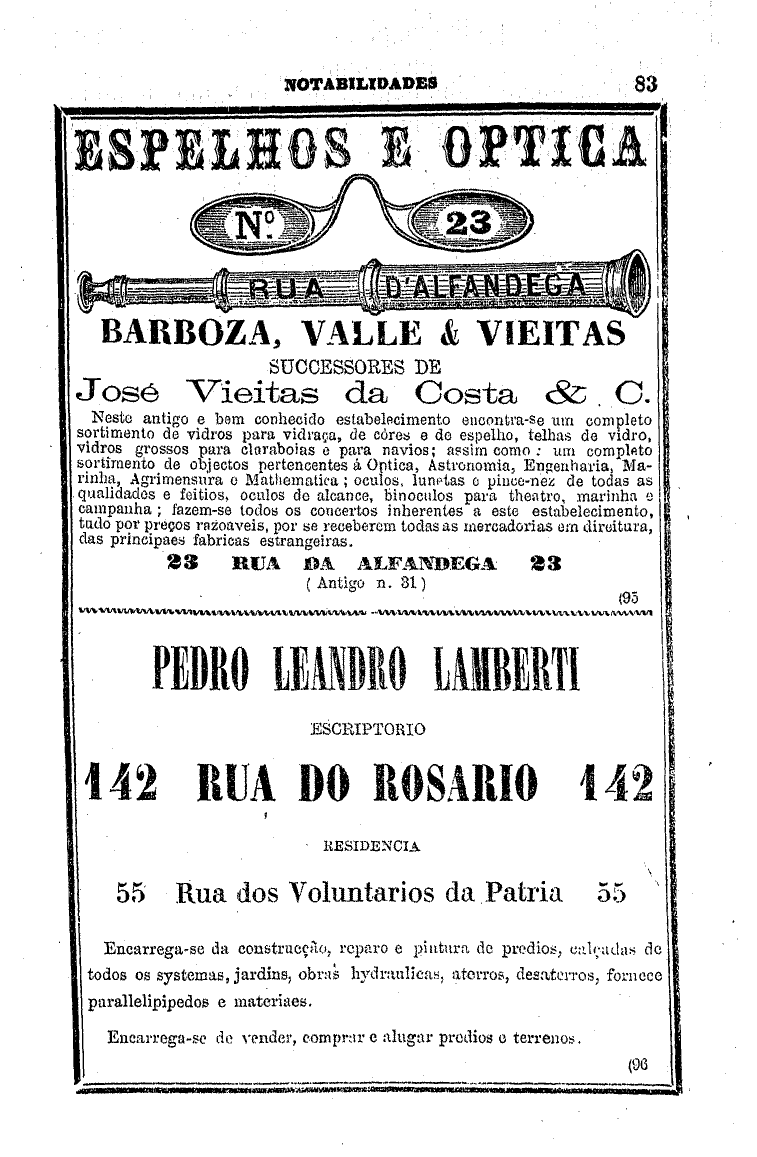 NOTABILIDADES 83
ESPELHOS E OPTICA
Nº. 23
RUA D'ALFANDEGA
BARBOZA, VALLE & VIEITAS
SUCCESSORES DE
José Vieitas da Costa & C.
Neste antigo e bem conhecido estabelecimento encontra-se um completo
sortimento de vidros para vidraça, de côres e de espelho, telhas de vidro,
vidros grossos para claraboias e para navios; assim como: um completo
sortimento de objectos pertencentes á Optica, Astronomia, Engenharia, Ma-
rinha, Agrimensura e Mathematica; oculos, lunetas e pince-nez de todas as
qualidades e feitios, oculos de alcance, binoculos para theatro, marinha e
campanha; fazem-se todos os concertos inherentes a este estabelecimento,
tudo por preços razoaveis, por se receberem todas as mercadorias em direitura,
das principaes fabricas estrangeiras.
23 RUA DA ALFANDEGA 23
(Antigo n. 31)
(95
PEDRO LEANDRO LAMBERTI
ESCRIPTORIO
142 RUA DO ROSARIO 142
RESIDENCIA
55 Rua dos Voluntarios da Patria 55
Encarrega-se da construcção, reparo e pintura de predios, calçadas de
todos os systemas, jardins, obras hydraulicas, aterros, desaterros, fornece
parallelipipedos e materiaes.
Encarrega-se de vender, comprar e alugar predios e terrenos.
(96